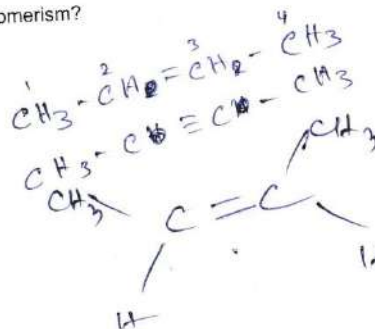 omerism?
1 2 3 4
CH3 - CH = CH - CH3
CH3 - C ≡ C - CH3
CH3 CH3
C = C
H H